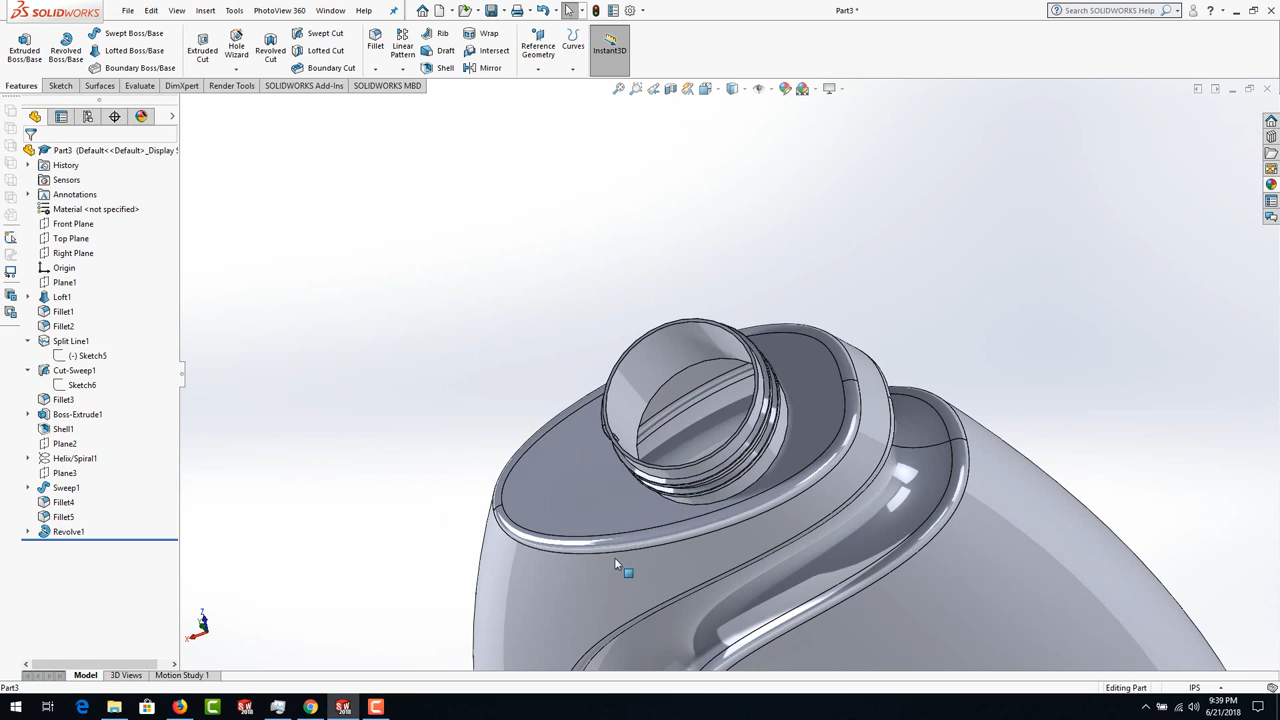 SOLIDWORKS
File
Edit
View
Insert
Tools
PhotoView 360
Window
Help
Part3 *
Search SOLIDWORKS Help
Extruded Boss/Base
Revolved Boss/Base
Swept Boss/Base
Lofted Boss/Base
Boundary Boss/Base
Extruded Cut
Hole Wizard
Revolved Cut
Swept Cut
Lofted Cut
Boundary Cut
Fillet
Linear Pattern
Rib
Draft
Shell
Wrap
Intersect
Mirror
Reference Geometry
Curves
Instant3D
Features
Sketch
Surfaces
Evaluate
DimXpert
Render Tools
SOLIDWORKS Add-Ins
SOLIDWORKS MBD
Part3 (Default<<Default>_Display S
History
Sensors
Annotations
Material <not specified>
Front Plane
Top Plane
Right Plane
Origin
Plane1
Loft1
Fillet1
Fillet2
Split Line1
(-) Sketch5
Cut-Sweep1
Sketch6
Fillet3
Boss-Extrude1
Shell1
Plane2
Helix/Spiral1
Plane3
Sweep1
Fillet4
Fillet5
Revolve1
Z
X
Model
3D Views
Motion Study 1
Part3
Editing Part
IPS
9:39 PM
6/21/2018